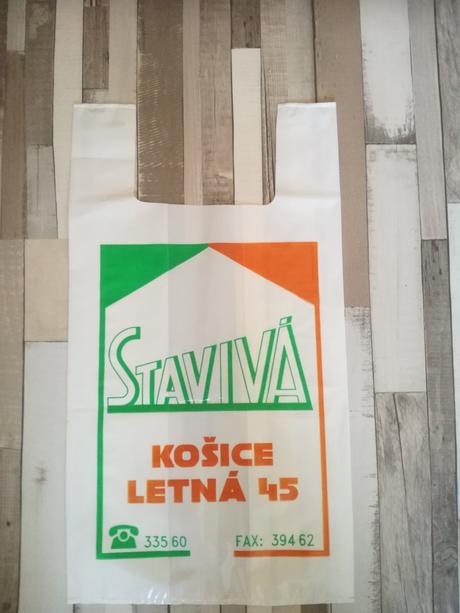 STAVIVÁ
KOŠICE
LETNÁ 45
☎ 335 60 FAX: 394 62